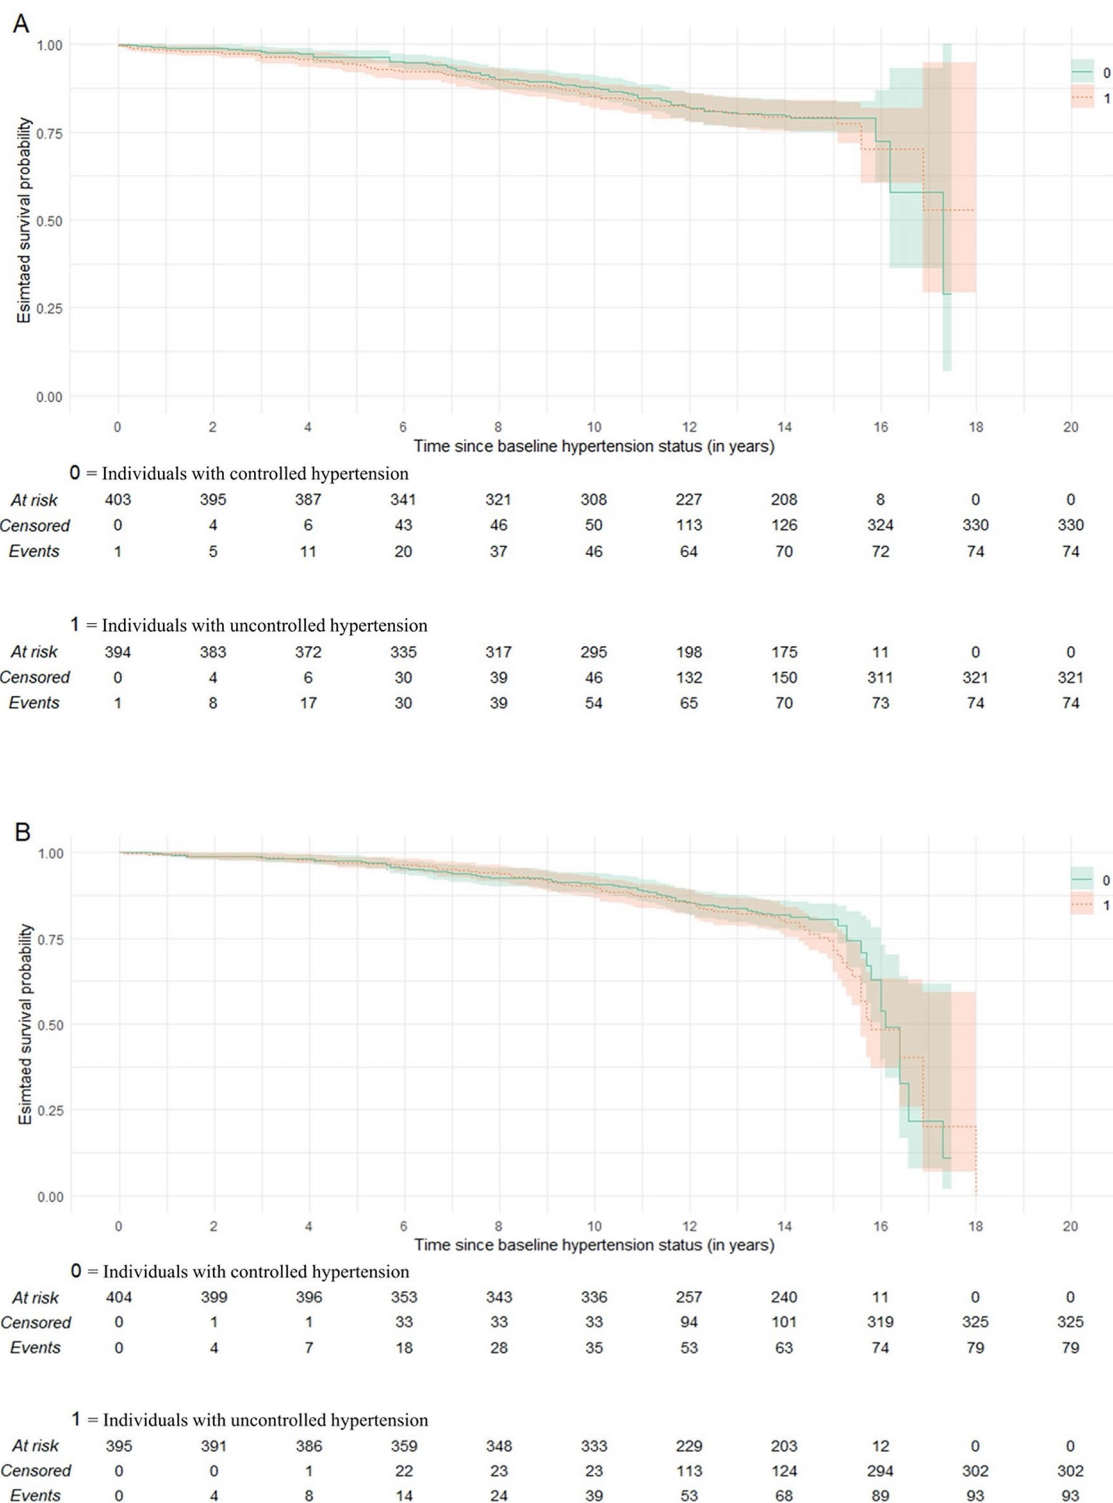 A
1.00
0.75
0.50
0.25
0.00
Esimtaed survival probability
0
1
0 2 4 6 8 10 12 14 16 18 20
Time since baseline hypertension status (in years)
0 = Individuals with controlled hypertension
At risk 403 395 387 341 321 308 227 208 8 0 0
Censored 0 4 6 43 46 50 113 126 324 330 330
Events 1 5 11 20 37 46 64 70 72 74 74
1 = Individuals with uncontrolled hypertension
At risk 394 383 372 335 317 295 198 175 11 0 0
Censored 0 4 6 30 39 46 132 150 311 321 321
Events 1 8 17 30 39 54 65 70 73 74 74
B
1.00
0.75
0.50
0.25
0.00
Esimtaed survival probability
0
1
0 2 4 6 8 10 12 14 16 18 20
Time since baseline hypertension status (in years)
0 = Individuals with controlled hypertension
At risk 404 399 396 353 343 336 257 240 11 0 0
Censored 0 1 1 33 33 33 94 101 319 325 325
Events 0 4 7 18 28 35 53 63 74 79 79
1 = Individuals with uncontrolled hypertension
At risk 395 391 386 359 348 333 229 203 12 0 0
Censored 0 0 1 22 23 23 113 124 294 302 302
Events 0 4 8 14 24 39 53 68 89 93 93